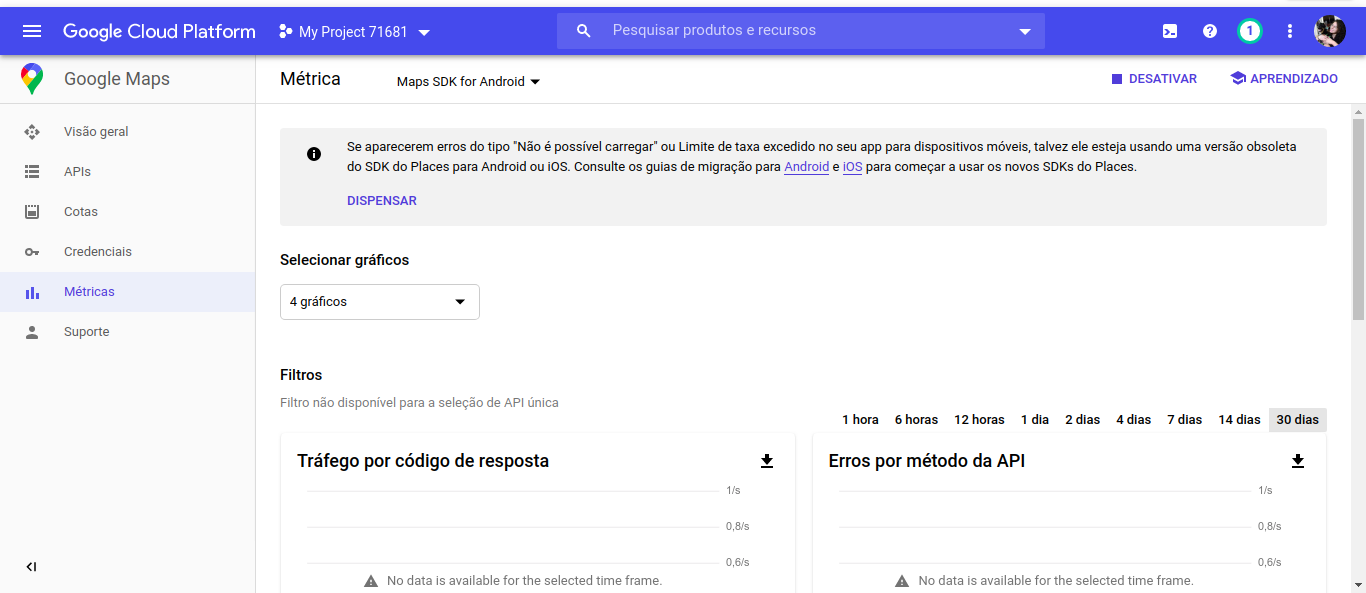 Google Cloud Platform
My Project 71681
Pesquisar produtos e recursos
1
Google Maps
Métrica
Maps SDK for Android
DESATIVAR
APRENDIZADO
Visão geral
APIs
Cotas
Credenciais
Métricas
Suporte
Se aparecerem erros do tipo "Não é possível carregar" ou Limite de taxa excedido no seu app para dispositivos móveis, talvez ele esteja usando uma versão obsoleta
do SDK do Places para Android ou iOS. Consulte os guias de migração para Android e iOS para começar a usar os novos SDKs do Places.
DISPENSAR
Selecionar gráficos
4 gráficos
Filtros
Filtro não disponível para a seleção de API única
1 hora 6 horas 12 horas 1 dia 2 dias 4 dias 7 dias 14 dias 30 dias
Tráfego por código de resposta
1/s
0,8/s
0,6/s
No data is available for the selected time frame.
Erros por método da API
1/s
0,8/s
0,6/s
No data is available for the selected time frame.